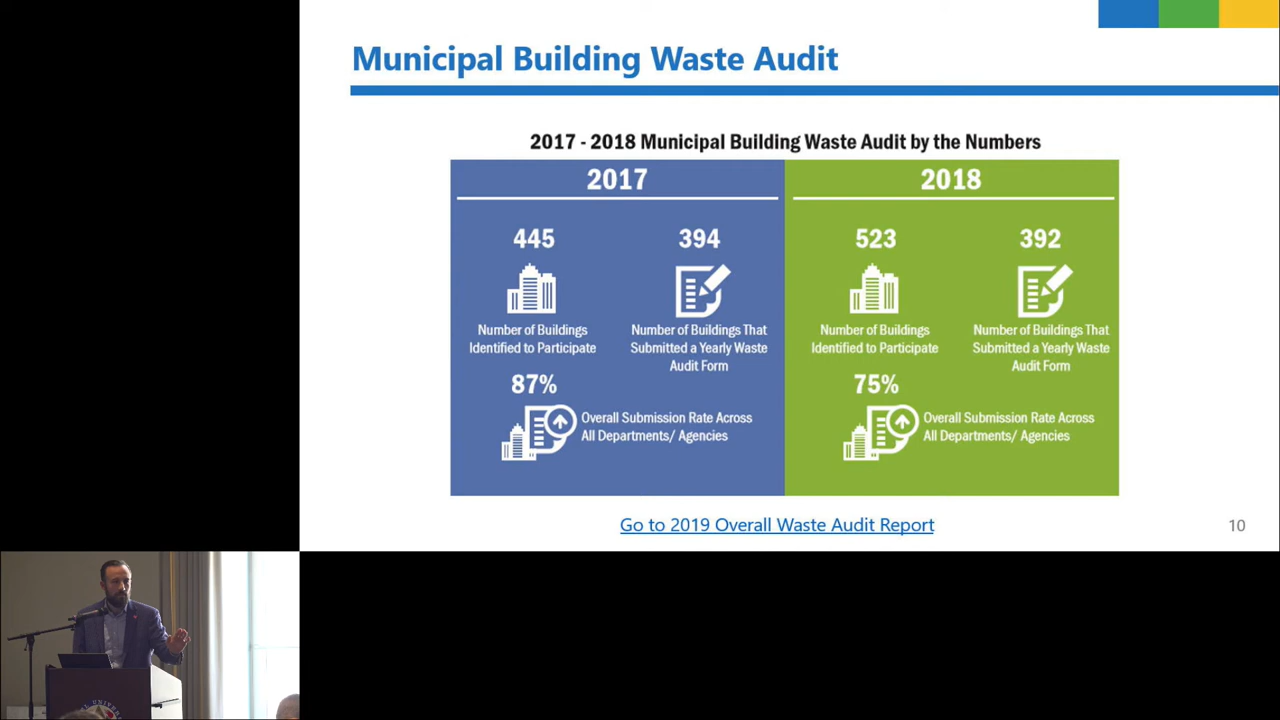 Municipal Building Waste Audit
2017 - 2018 Municipal Building Waste Audit by the Numbers
2017
445
Number of Buildings
Identified to Participate
394
Number of Buildings That
Submitted a Yearly Waste
Audit Form
87%
Overall Submission Rate Across
All Departments/ Agencies
2018
523
Number of Buildings
Identified to Participate
392
Number of Buildings That
Submitted a Yearly Waste
Audit Form
75%
Overall Submission Rate Across
All Departments/ Agencies
Go to 2019 Overall Waste Audit Report
10